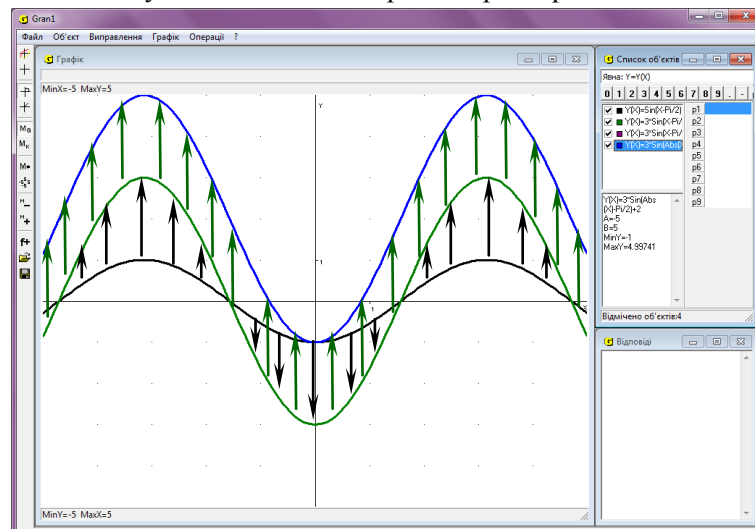 Gran1
Файл Об'єкт Виправлення Графік Операції ?
Графік
MinX=-5 MaxY=5
Y
1
1
X
MinY=-5 MaxX=5
Список об'єктів
Явна: Y=Y(X)
0 1 2 3 4 5 6 7 8 9 . -
Y(X)=Sin(X-Pi/2)
Y(X)=3*Sin(X-Pi/
Y(X)=3*Sin(X-Pi/
Y(X)=3*Sin(Abs(X
p1
p2
p3
p4
p5
p6
p7
p8
p9
Y(X)=3*Sin(Abs
(X)-Pi/2)+2
A=-5
B=5
MinY=-1
MaxY=4.99741
Відмічено об'єктів:4
Відповіді